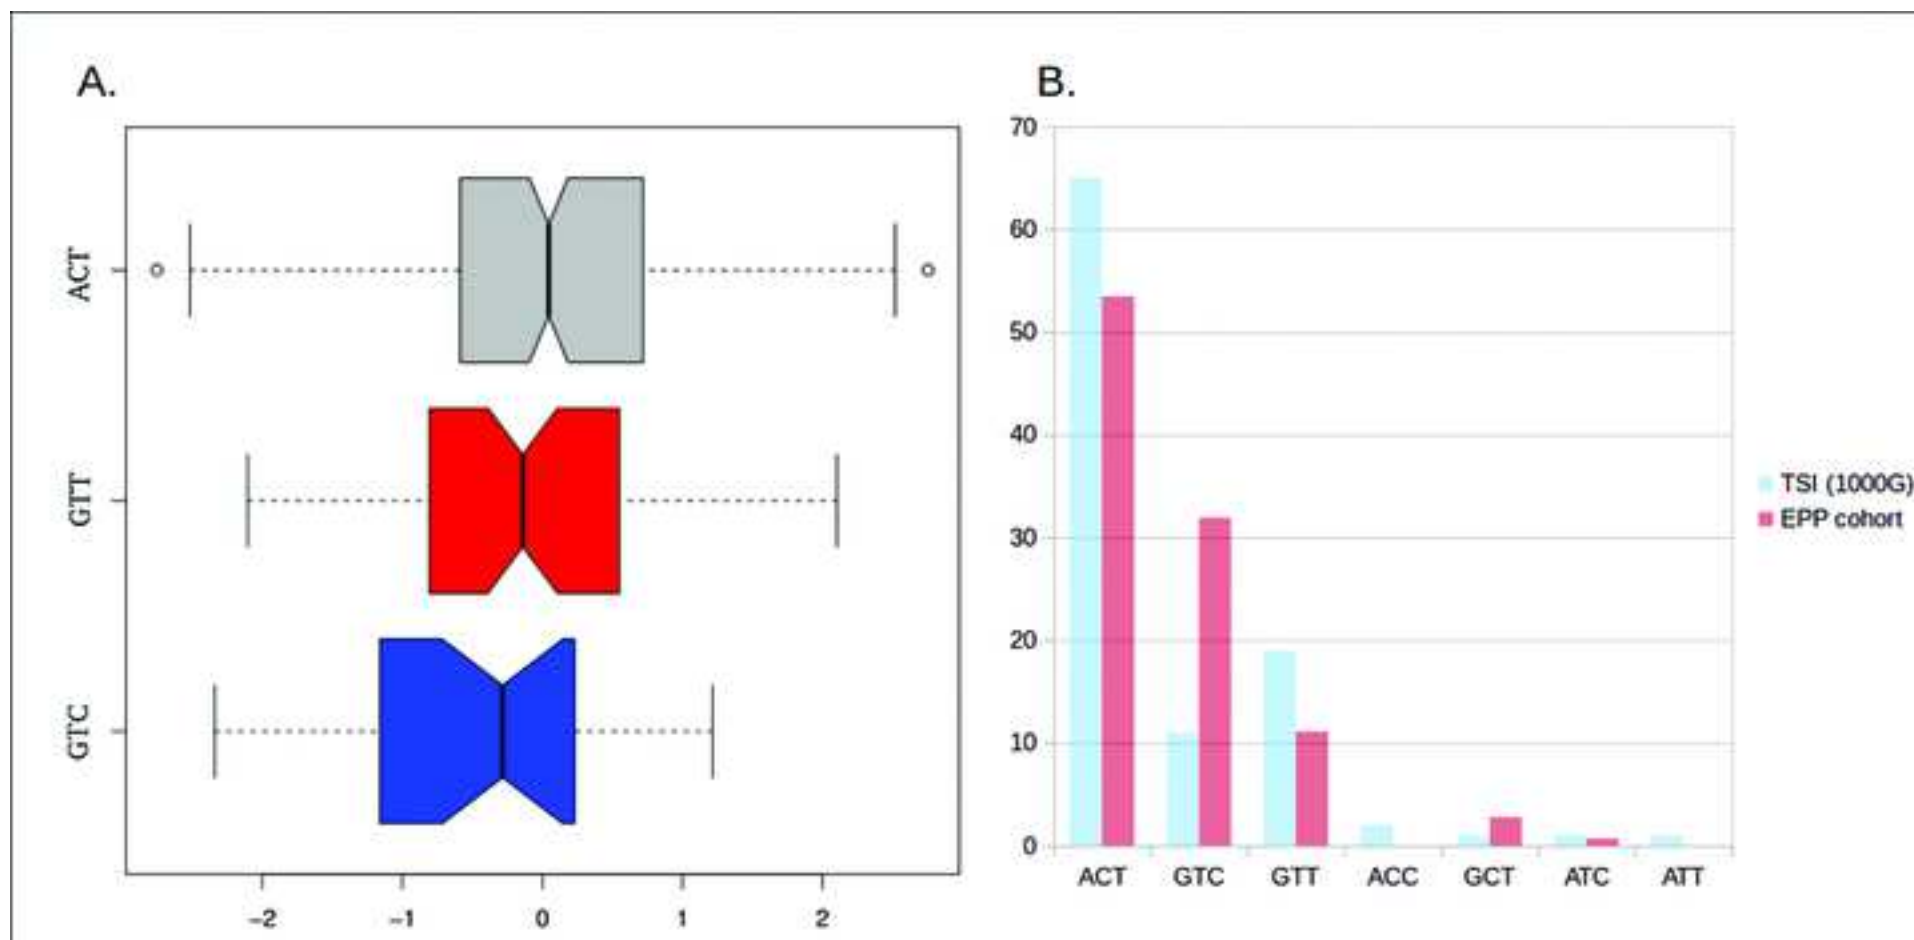 A.
ACT
GTT
GTC
−2 −1 0 1 2
B.
70
60
50
40
30
20
10
0
ACT GTC GTT ACC GCT ATC ATT
TSI (1000G)
EPP cohort